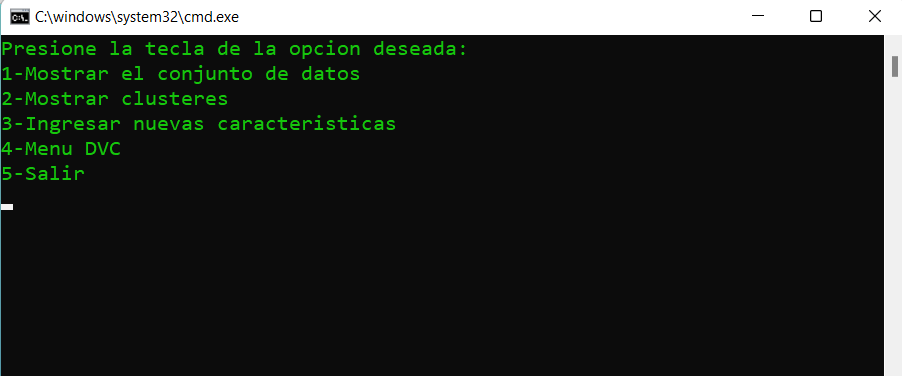 C:\windows\system32\cmd.exe
Presione la tecla de la opcion deseada:
1-Mostrar el conjunto de datos
2-Mostrar clusteres
3-Ingresar nuevas caracteristicas
4-Menu DVC
5-Salir